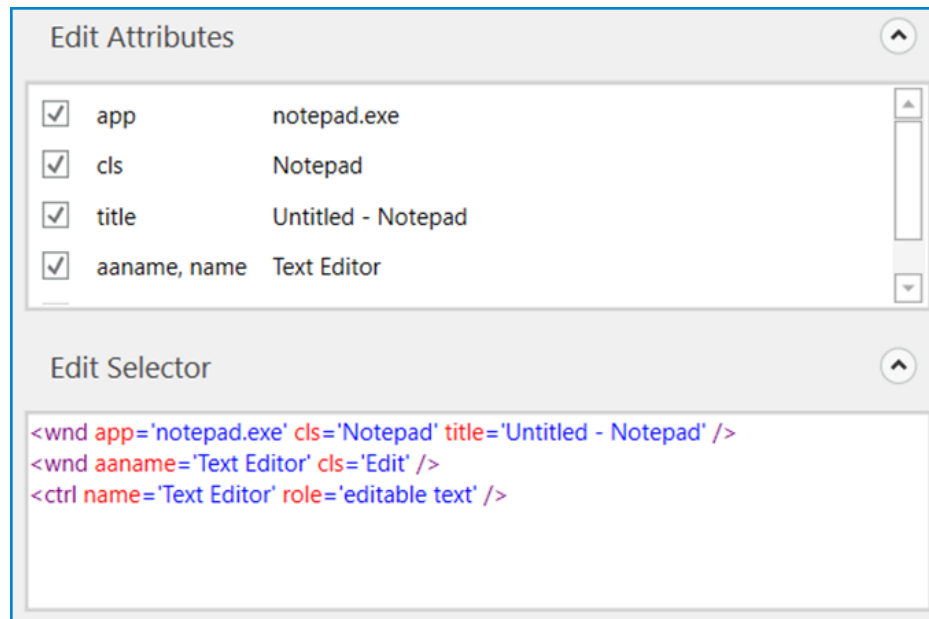 Edit Attributes
app notepad.exe
cls Notepad
title Untitled - Notepad
aaname, name Text Editor
Edit Selector
<wnd app='notepad.exe' cls='Notepad' title='Untitled - Notepad' />
<wnd aaname='Text Editor' cls='Edit' />
<ctrl name='Text Editor' role='editable text' />